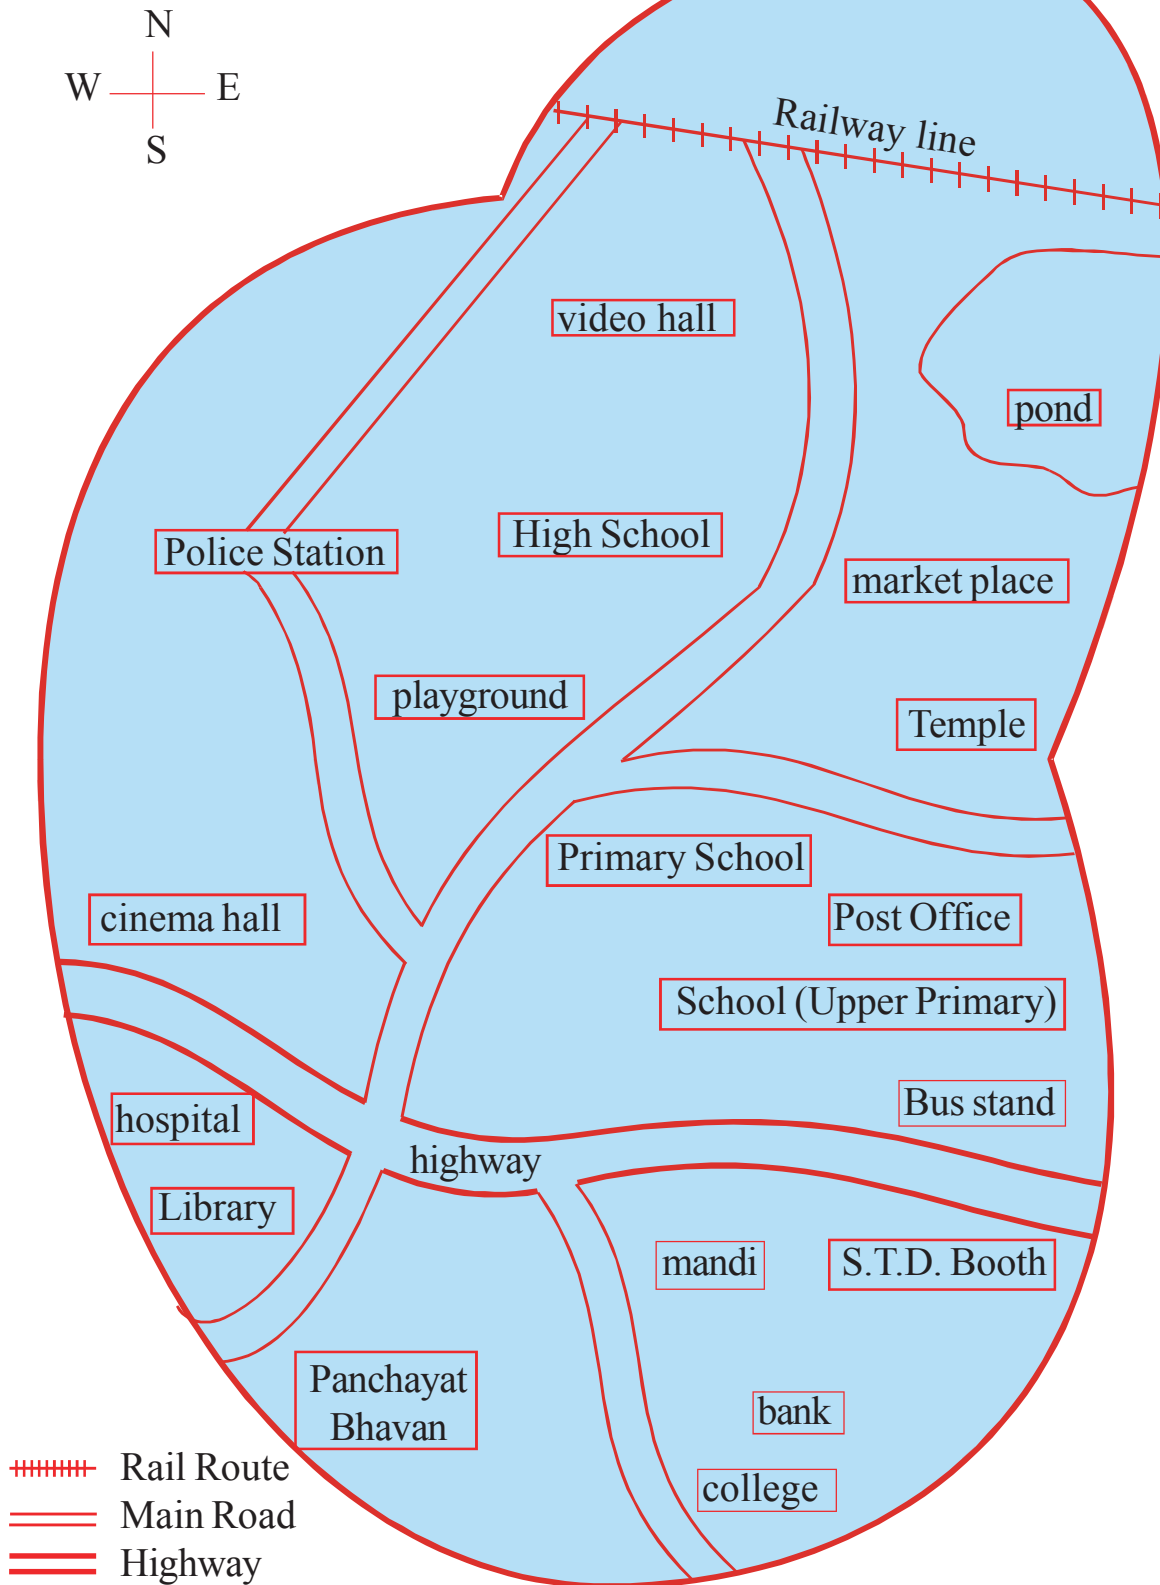 N
W E
S
Railway line
video hall
pond
High School
Police Station
market place
playground
Temple
Primary School
cinema hall
Post Office
School (Upper Primary)
Bus stand
hospital
highway
Library
mandi
S.T.D. Booth
Panchayat
Bhavan
bank
college
Rail Route
Main Road
Highway